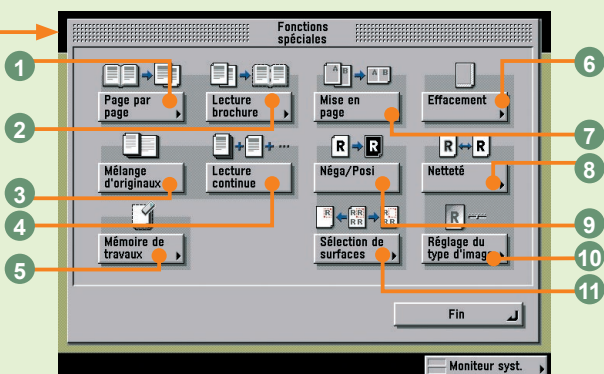 Fonctions
spéciales
1
Page par
page
2
Lecture
brochure
Mise en
page
7
Effacement
6
3
Mélange
d'originaux
4
Lecture
continue
Néga/Posi
9
Netteté
8
5
Mémoire de
travaux
Sélection de
surfaces
11
Réglage du
type d'image
10
Fin
Moniteur syst.